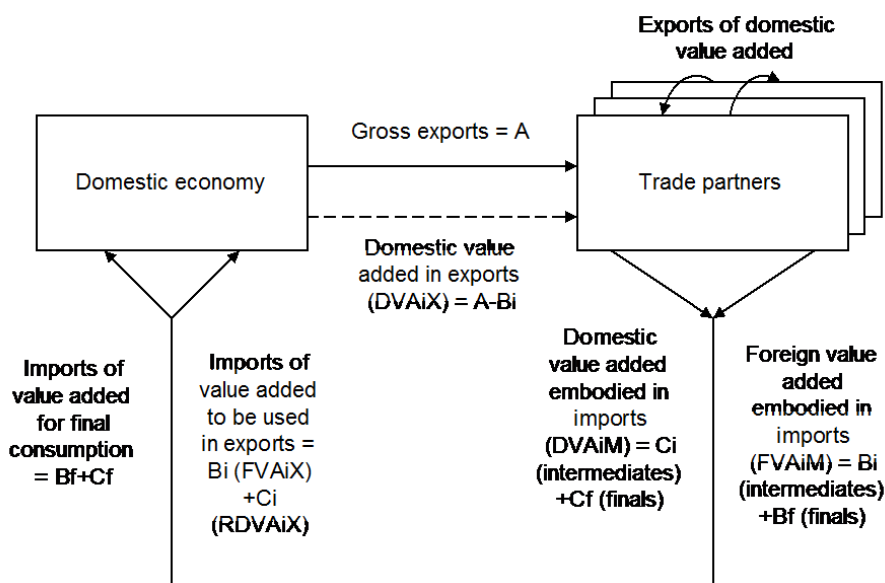 Exports of domestic
value added
Gross exports = A
Domestic economy
Trade partners
Domestic value
added in exports
(DVAiX) = A-Bi
Imports of
value added
for final
consumption
= Bf+Cf
Imports of
value added
to be used
in exports =
Bi (FVAiX)
+Ci
(RDVAiX)
Domestic
value added
embodied in
imports
(DVAiM) = Ci
(intermediates)
+Cf (finals)
Foreign value
added
embodied in
imports
(FVAiM) = Bi
(intermediates)
+Bf (finals)